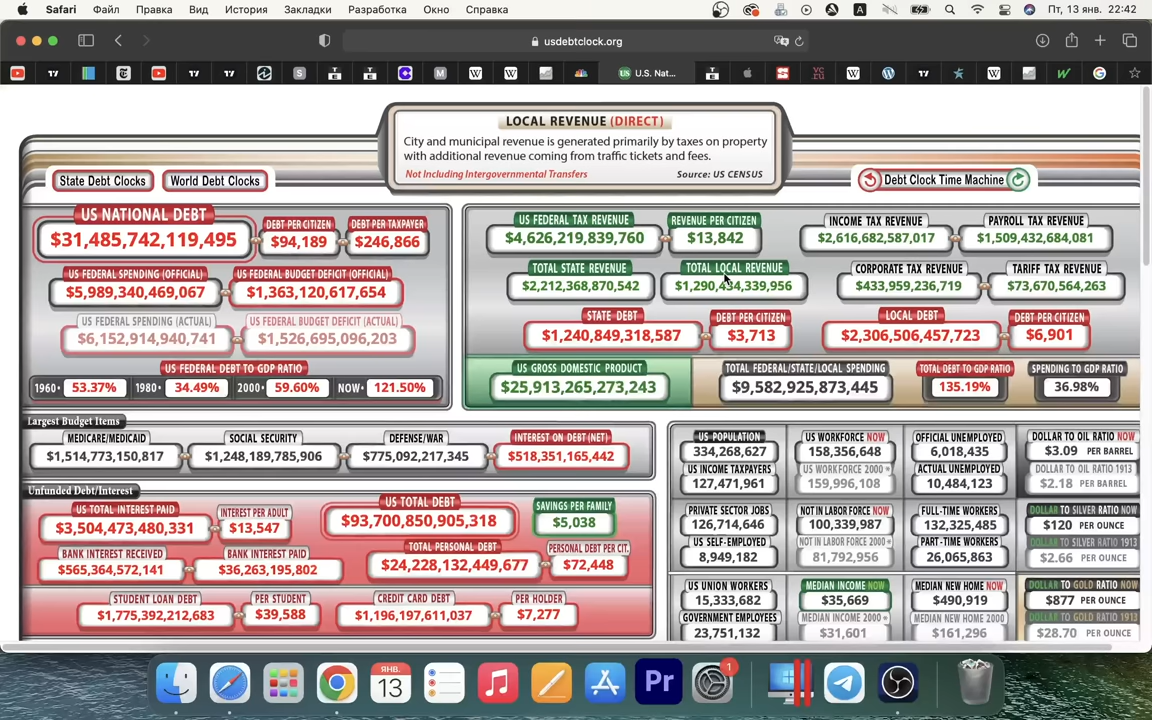 Safari Файл Правка Вид История Закладки Разработка Окно Справка
A Пт, 13 янв. 22:42
usdebtclock.org
U.S. Nat...
LOCAL REVENUE (DIRECT)
City and municipal revenue is generated primarily by taxes on property
with additional revenue coming from traffic tickets and fees.
Not Including Intergovernmental Transfers Source: US CENSUS
State Debt Clocks World Debt Clocks
Debt Clock Time Machine
US NATIONAL DEBT DEBT PER CITIZEN DEBT PER TAXPAYER
$31,485,742,119,495 $94,189 $246,866
US FEDERAL SPENDING (OFFICIAL) US FEDERAL BUDGET DEFICIT (OFFICIAL)
$5,989,340,469,067 $1,363,120,617,654
US FEDERAL SPENDING (ACTUAL) US FEDERAL BUDGET DEFICIT (ACTUAL)
$6,152,914,940,741 $1,526,695,096,203
US FEDERAL DEBT TO GDP RATIO
1960• 53.37% 1980• 34.49% 2000• 59.60% NOW• 121.50%
US FEDERAL TAX REVENUE REVENUE PER CITIZEN INCOME TAX REVENUE PAYROLL TAX REVENUE
$4,626,219,839,760 $13,842 $2,616,682,587,017 $1,509,432,684,081
TOTAL STATE REVENUE TOTAL LOCAL REVENUE CORPORATE TAX REVENUE TARIFF TAX REVENUE
$2,212,368,870,542 $433,959,236,719 $73,670,564,263
STATE DEBT DEBT PER CITIZEN LOCAL DEBT DEBT PER CITIZEN
$1,240,849,318,587 $3,713 $2,306,506,457,723 $6,901
US GROSS DOMESTIC PRODUCT TOTAL FEDERAL/STATE/LOCAL SPENDING TOTAL DEBT TO GDP RATIO SPENDING TO GDP RATIO
$25,913,265,273,243 $9,582,925,873,445 135.19% 36.98%
Largest Budget Items
MEDICARE/MEDICAID SOCIAL SECURITY DEFENSE/WAR INTEREST ON DEBT (NET)
$1,514,773,150,817 $1,248,189,785,906 $775,092,217,345 $518,351,165,442
Unfunded Debt/Interest
US TOTAL INTEREST PAID INTEREST PER ADULT US TOTAL DEBT SAVINGS PER FAMILY
$3,504,473,480,331 $13,547 $93,700,850,905,318 $5,038
BANK INTEREST RECEIVED BANK INTEREST PAID TOTAL PERSONAL DEBT PERSONAL DEBT PER CIT.
$565,364,572,141 $36,263,195,802 $24,228,132,449,677 $72,448
STUDENT LOAN DEBT PER STUDENT CREDIT CARD DEBT PER HOLDER
$1,775,392,212,683 $39,588 $1,196,197,611,037 $7,277
US POPULATION US WORKFORCE NOW OFFICIAL UNEMPLOYED DOLLAR TO OIL RATIO NOW
334,268,627 158,356,648 6,018,435 $3.09 PER BARREL
US INCOME TAXPAYERS US WORKFORCE 2000 ACTUAL UNEMPLOYED DOLLAR TO OIL RATIO 1913
127,471,961 159,996,108 10,484,123 $2.18 PER BARREL
PRIVATE SECTOR JOBS NOT IN LABOR FORCE NOW FULL-TIME WORKERS DOLLAR TO SILVER RATIO NOW
126,714,646 100,339,987 132,325,485 $120 PER OUNCE
US SELF-EMPLOYED NOT IN LABOR FORCE 2000 PART-TIME WORKERS DOLLAR TO SILVER RATIO 1913
8,949,182 81,792,956 26,065,863 $2.66 PER OUNCE
US UNION WORKERS MEDIAN INCOME NOW MEDIAN NEW HOME NOW DOLLAR TO GOLD RATIO NOW
15,333,682 $35,669 $490,919 $877 PER OUNCE
GOVERNMENT EMPLOYEES MEDIAN INCOME 2000 MEDIAN NEW HOME 2000 DOLLAR TO GOLD RATIO 1913
23,751,132 $31,601 $161,296 $28.70 PER OUNCE
ЯНВ.
13
Pr
1